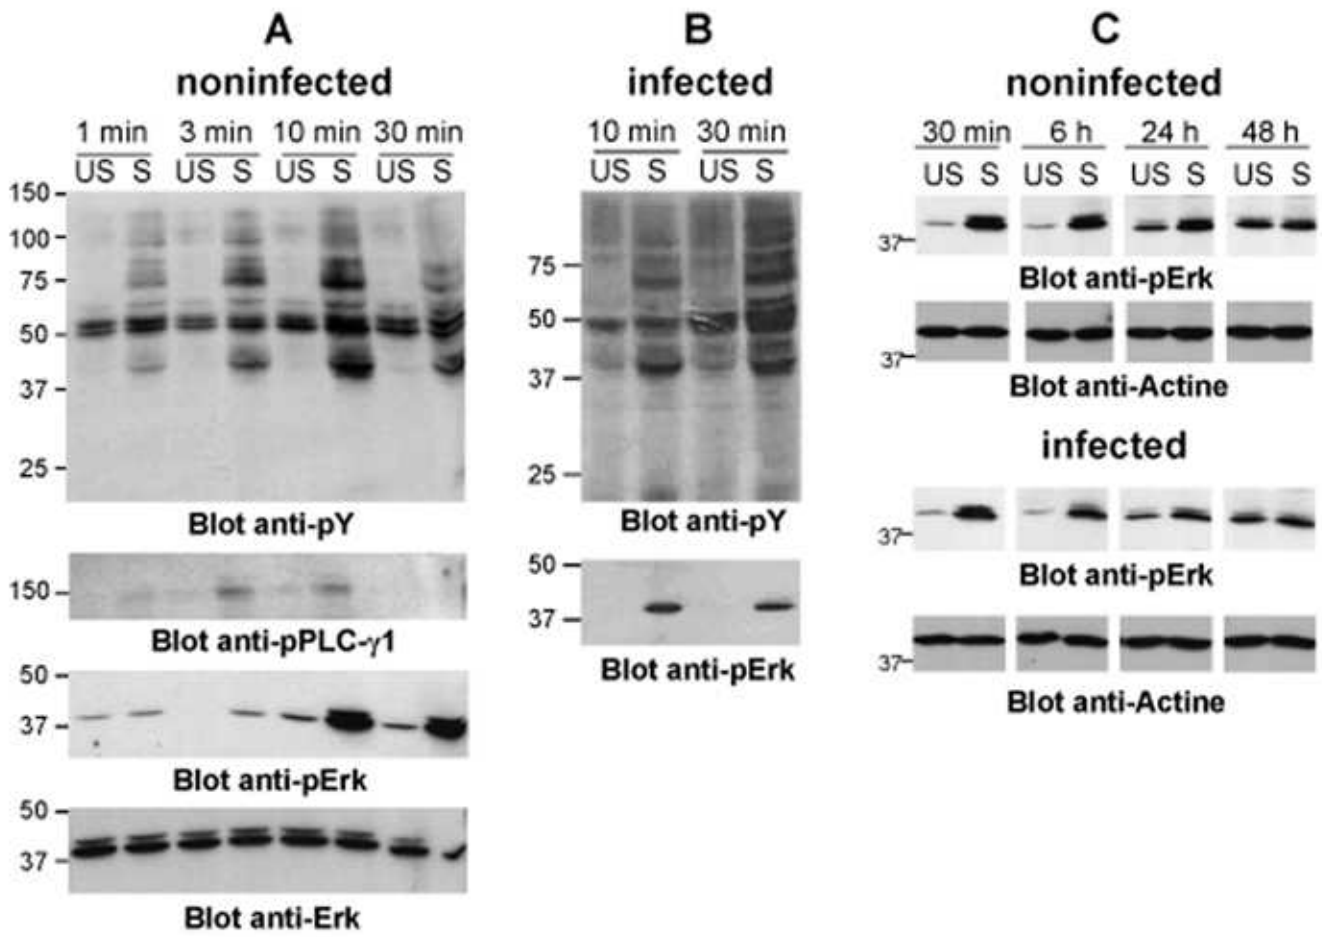 A
noninfected
1 min 3 min 10 min 30 min
US S US S US S US S
150
100
75
50
37
25
Blot anti-pY
150
Blot anti-pPLC-γ1
50
37
Blot anti-pErk
50
37
Blot anti-Erk
B
infected
10 min 30 min
US S US S
75
50
37
25
Blot anti-pY
50
37
Blot anti-pErk
C
noninfected
30 min 6 h 24 h 48 h
US S US S US S US S
37
Blot anti-pErk
37
Blot anti-Actine
infected
37
Blot anti-pErk
37
Blot anti-Actine